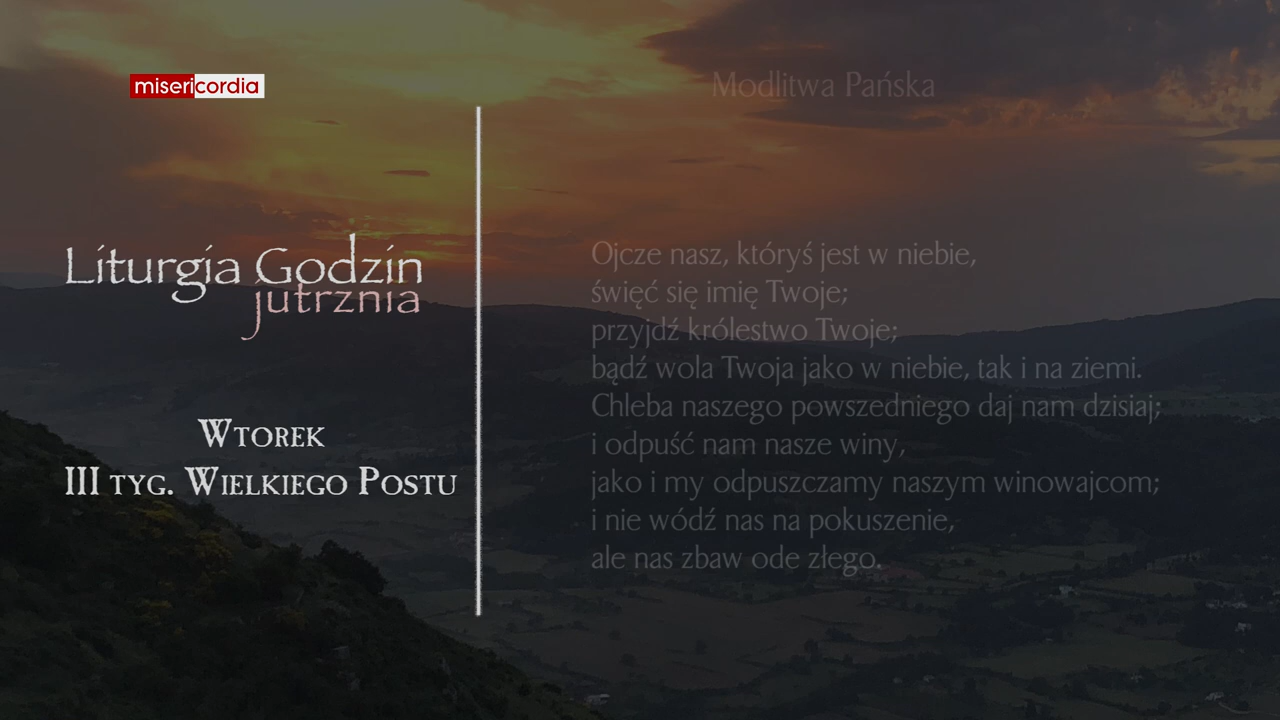 misericordia
Liturgia Godzin
jutrznia
Wtorek
III tyg. Wielkiego Postu
Modlitwa Pańska
Ojcze nasz, któryś jest w niebie,
święć się imię Twoje;
przyjdź królestwo Twoje;
bądź wola Twoja jako w niebie, tak i na ziemi.
Chleba naszego powszedniego daj nam dzisiaj;
i odpuść nam nasze winy,
jako i my odpuszczamy naszym winowajcom;
i nie wódź nas na pokuszenie,
ale nas zbaw ode złego.